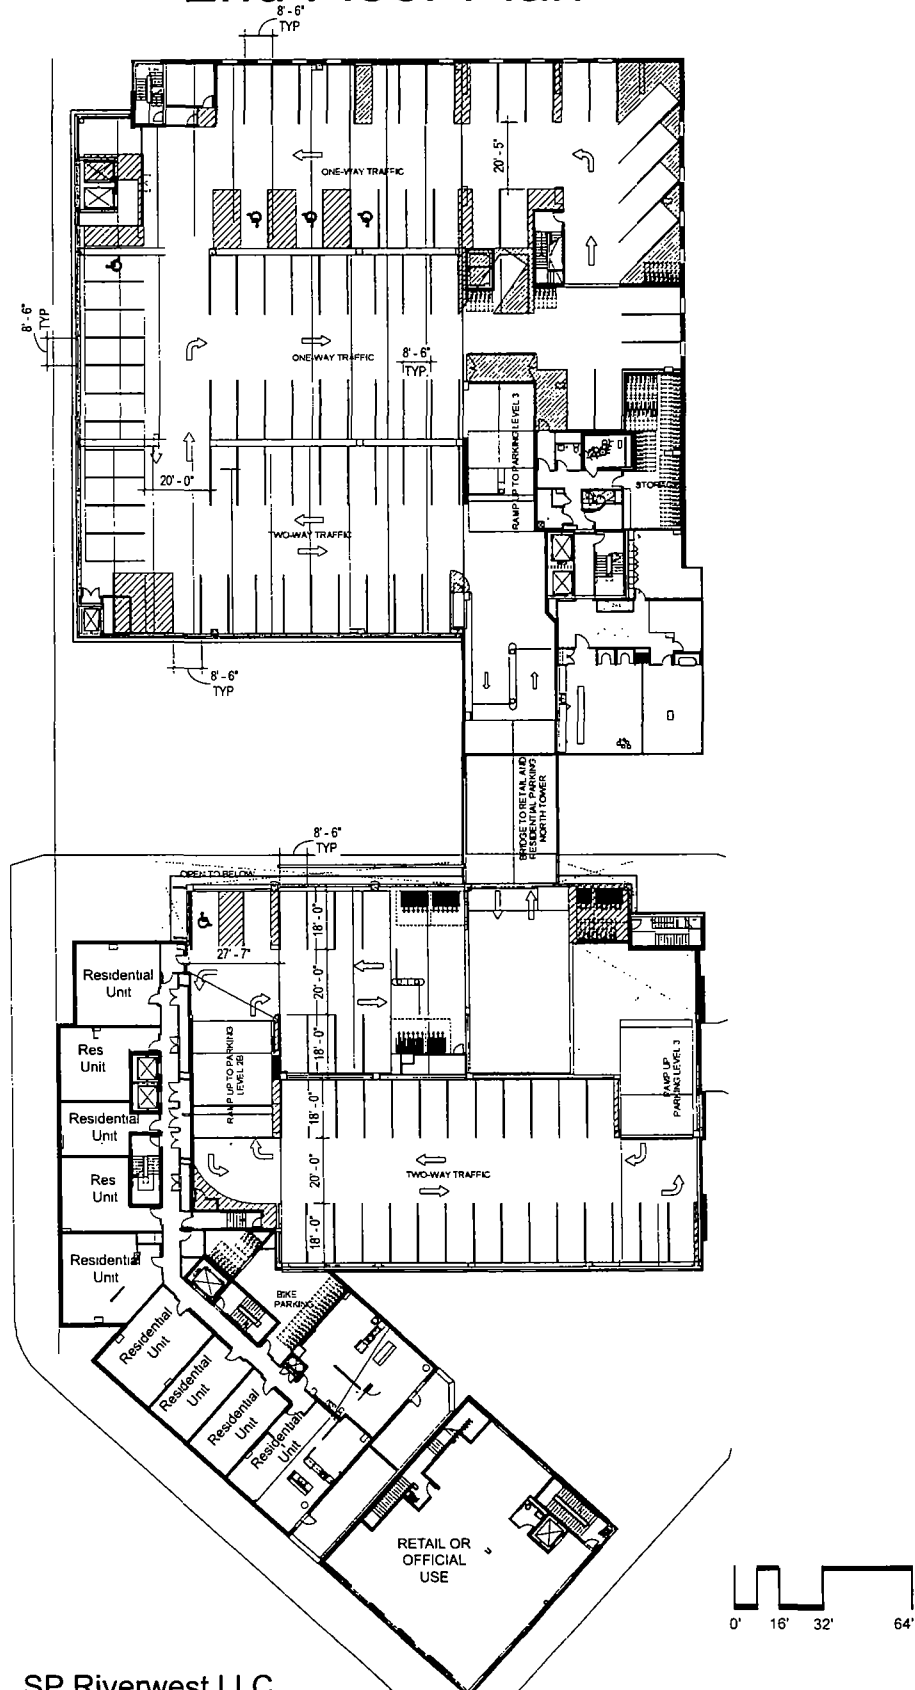 2nd Floor Plan
8' - 6"
TYP
ONE-WAY TRAFFIC
20' - 5"
8' - 6"
TYP
ONE-WAY TRAFFIC
8' - 6"
TYP.
RAMP UP TO PARKING LEVEL 3
STORAGE
20' - 0"
TWO-WAY TRAFFIC
8' - 6"
TYP
BRIDGE TO RETAIL AND
RESIDENTIAL PARKING
NORTH TOWER
8' - 6"
TYP
OPEN TO BELOW
18' - 0"
27' - 7"
20' - 0"
18' - 0"
Residential
Unit
Res
Unit
RAMP UP TO PARKING
LEVEL 2B
RAMP UP
PARKING LEVEL 3
Residential
Unit
18' - 0"
Res
Unit
20' - 0"
TWO-WAY TRAFFIC
18' - 0"
Residential
Unit
BIKE
PARKING
Residential
Unit
Residential
Unit
Residential
Unit
Residential
Unit
RETAIL OR
OFFICIAL
USE
0' 16' 32' 64'
SP Riverwest LLC